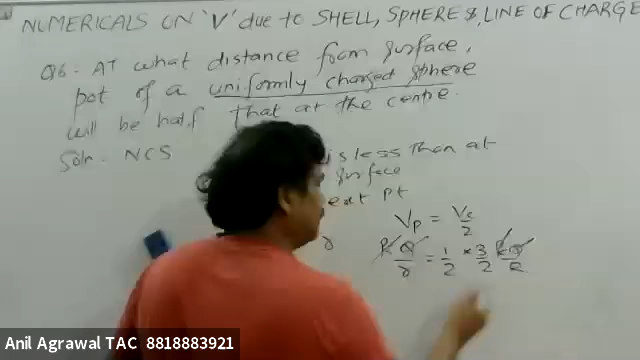 NUMERICALS ON 'V' due to SHELL, SPHERE &, LINE OF CHARGE
Q6. AT what distance from surface,
pot of a uniformly charged sphere
will be half that at the centre.
Soln. NCS is less than at
surface
ext pt
Vp = Vc/2
r
kQ/r = 1/2 * 3/2 kQ/R
Anil Agrawal TAC 8818883921